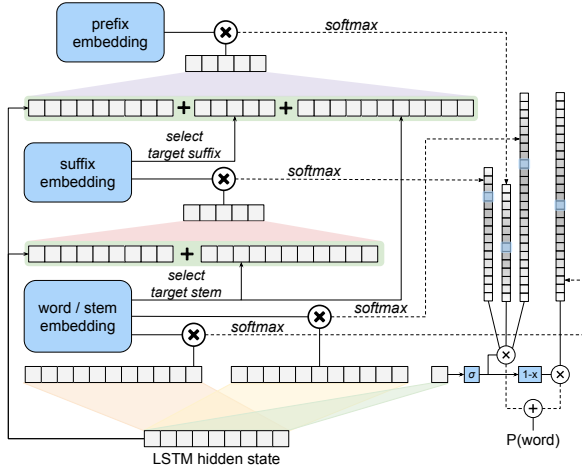 prefix
embedding
softmax
+
+
select
target suffix
suffix
embedding
softmax
+
select
target stem
word / stem
embedding
softmax
softmax
σ
1-x
+
P(word)
LSTM hidden state